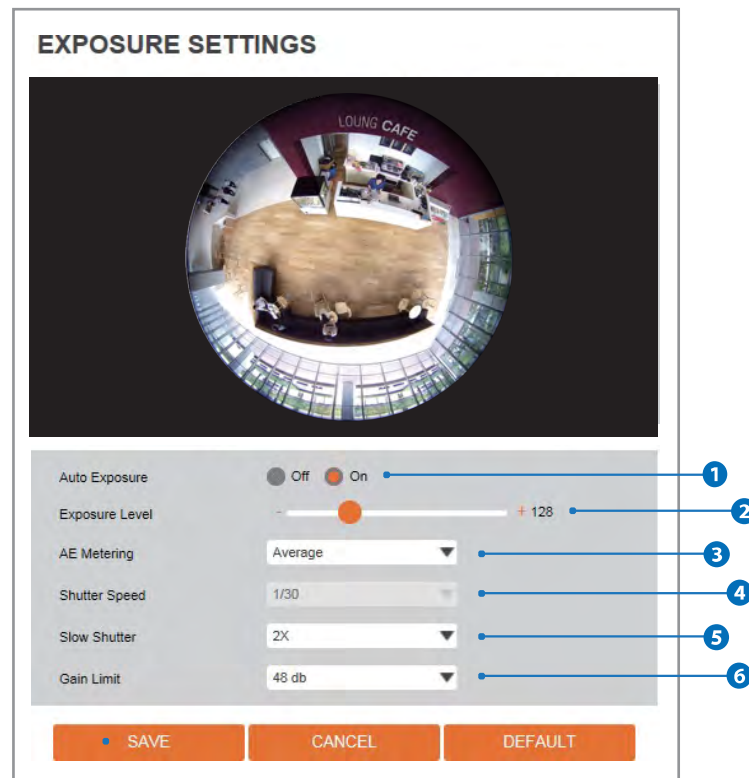 EXPOSURE SETTINGS
LOUNG CAFE
Auto Exposure Off On 1
Exposure Level - + 128 2
AE Metering Average 3
Shutter Speed 1/30 4
Slow Shutter 2X 5
Gain Limit 48 db 6
SAVE CANCEL DEFAULT